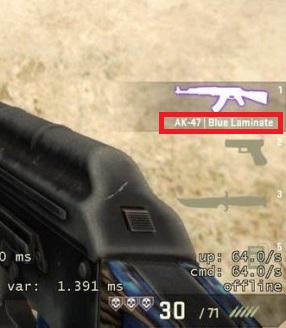 1
AK-47 | Blue Laminate
2
3
5
0 ms
up: 64.0/s
cmd: 64.0/s
var: 1.391 ms
offline
30 / 71